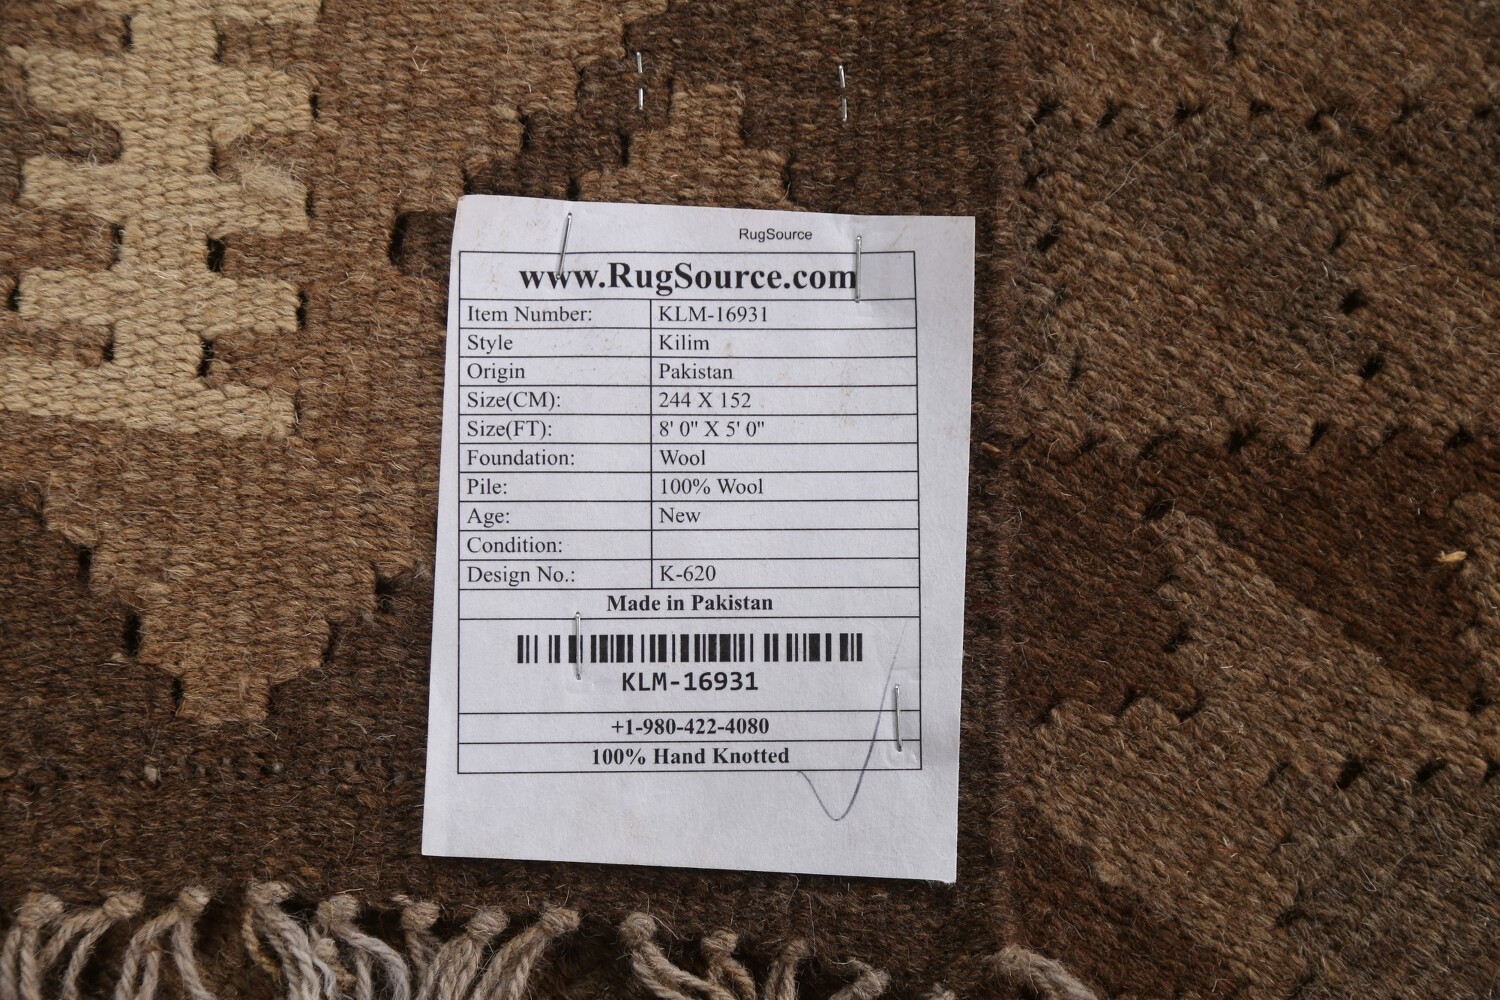 RugSource
www.RugSource.com
Item Number: KLM-16931
Style Kilim
Origin Pakistan
Size(CM): 244 X 152
Size(FT): 8' 0" X 5' 0"
Foundation: Wool
Pile: 100% Wool
Age: New
Condition:
Design No.: K-620
Made in Pakistan
KLM-16931
+1-980-422-4080
100% Hand Knotted